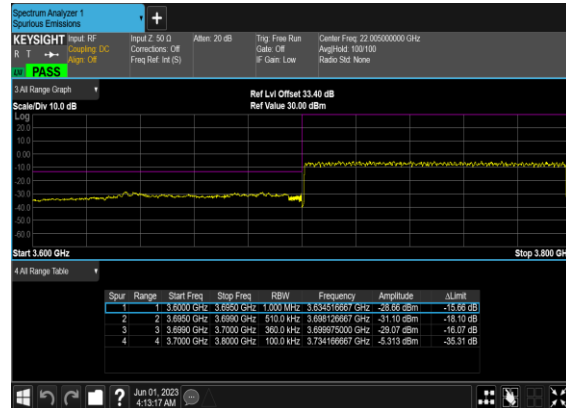 Spectrum Analyzer 1
Spurious Emissions
+
KEYSIGHT Input: RF Input Z: 50 Ω Atten: 20 dB Trig: Free Run Center Freq: 22.005000000 GHz
R T Coupling: DC Corrections: Off Gate: Off Avg|Hold: 100/100
Align: Off Freq Ref: Int (S) IF Gain: Low Radio Std: None
PASS
3 All Range Graph
Ref Lvl Offset 33.40 dB
Scale/Div 10.0 dB Ref Value 30.00 dBm
Log
20.0
10.0
0.00
-10.0
-20.0
-30.0
-40.0
-50.0
-60.0
Start 3.600 GHz Stop 3.800 GH
4 All Range Table
Spur Range Start Freq Stop Freq RBW Frequency Amplitude ΔLimit
1 1 3.6000 GHz 3.6950 GHz 1.000 MHz 3.634516667 GHz -28.66 dBm -15.66 dB
2 2 3.6950 GHz 3.6990 GHz 510.0 kHz 3.698126667 GHz -31.10 dBm -18.10 dB
3 3 3.6990 GHz 3.7000 GHz 360.0 kHz 3.699975000 GHz -29.07 dBm -16.07 dB
4 4 3.7000 GHz 3.8000 GHz 100.0 kHz 3.734166667 GHz -5.313 dBm -35.31 dB
? Jun 01, 2023
4:13:17 AM